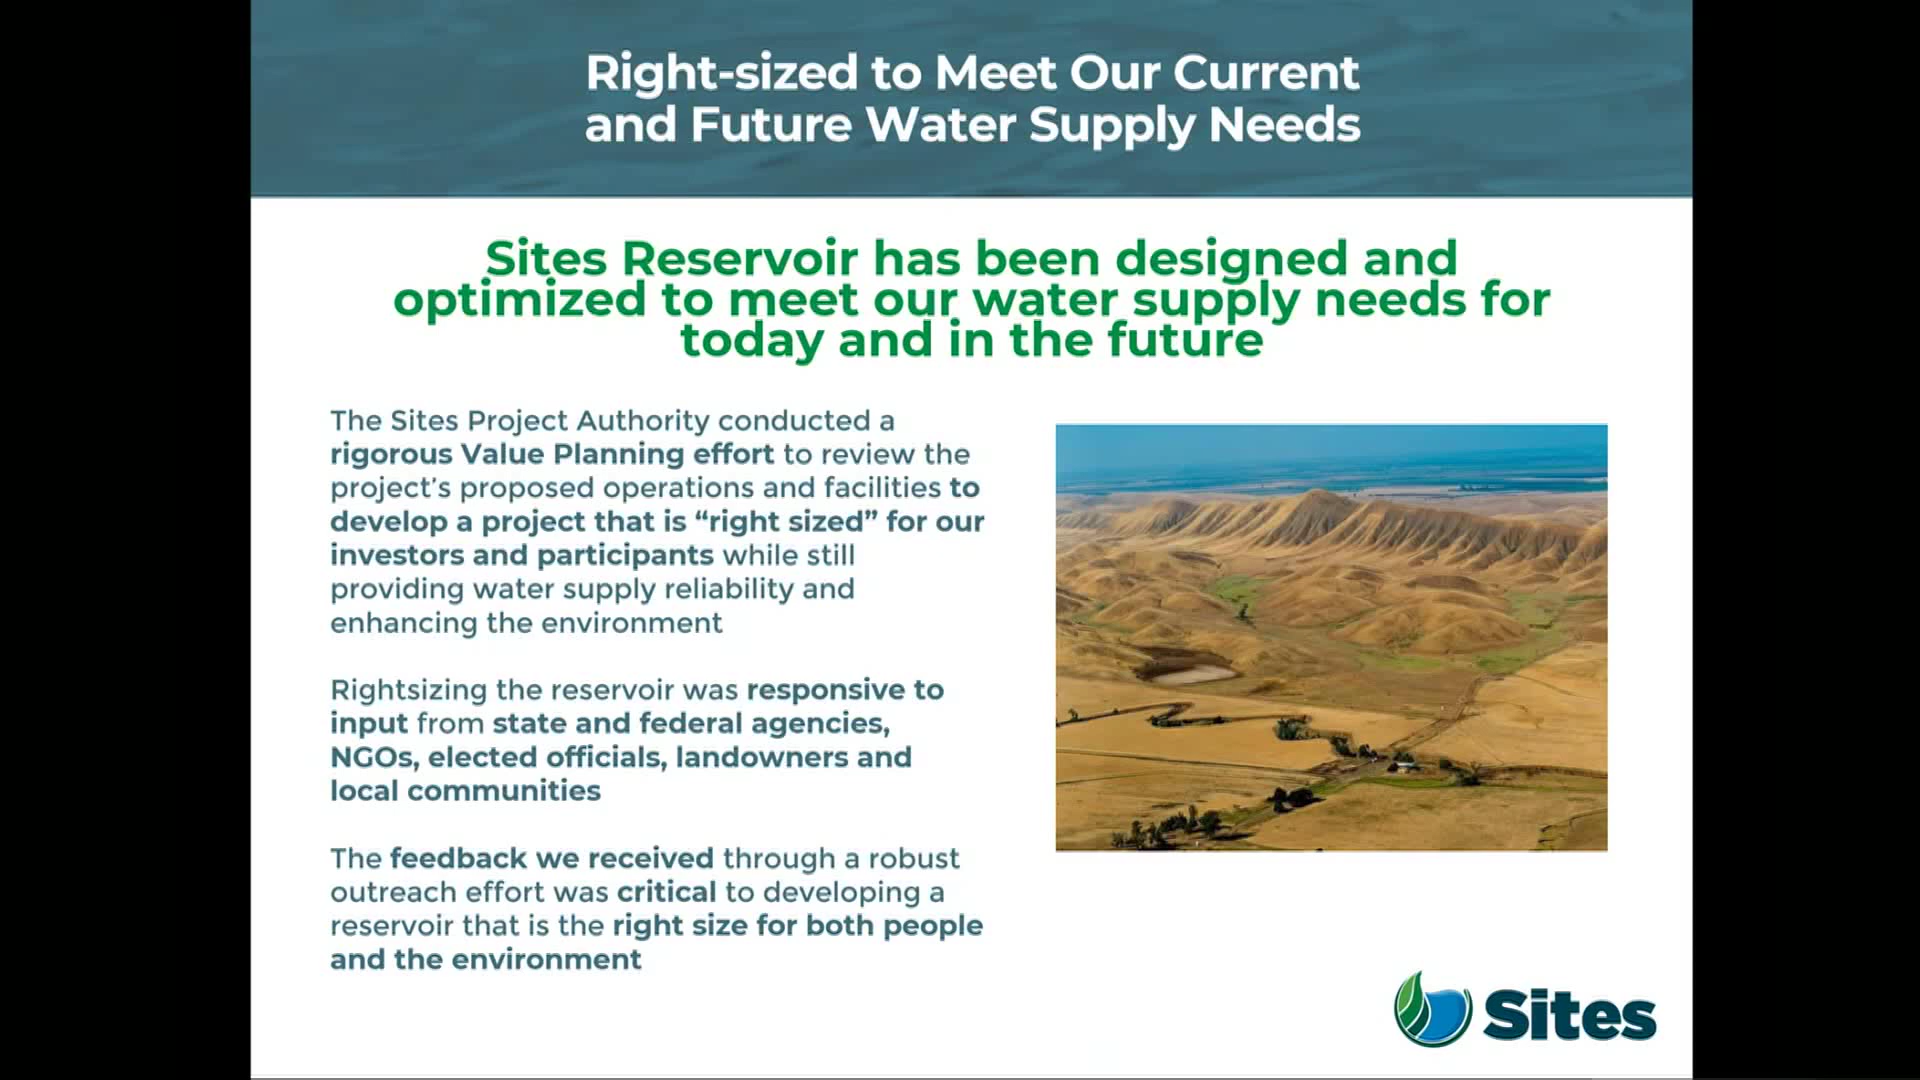 Right-sized to Meet Our Current
and Future Water Supply Needs
Sites Reservoir has been designed and
optimized to meet our water supply needs for
today and in the future
The Sites Project Authority conducted a
rigorous Value Planning effort to review the
project’s proposed operations and facilities to
develop a project that is “right sized” for our
investors and participants while still
providing water supply reliability and
enhancing the environment
Rightsizing the reservoir was responsive to
input from state and federal agencies,
NGOs, elected officials, landowners and
local communities
The feedback we received through a robust
outreach effort was critical to developing a
reservoir that is the right size for both people
and the environment
Sites